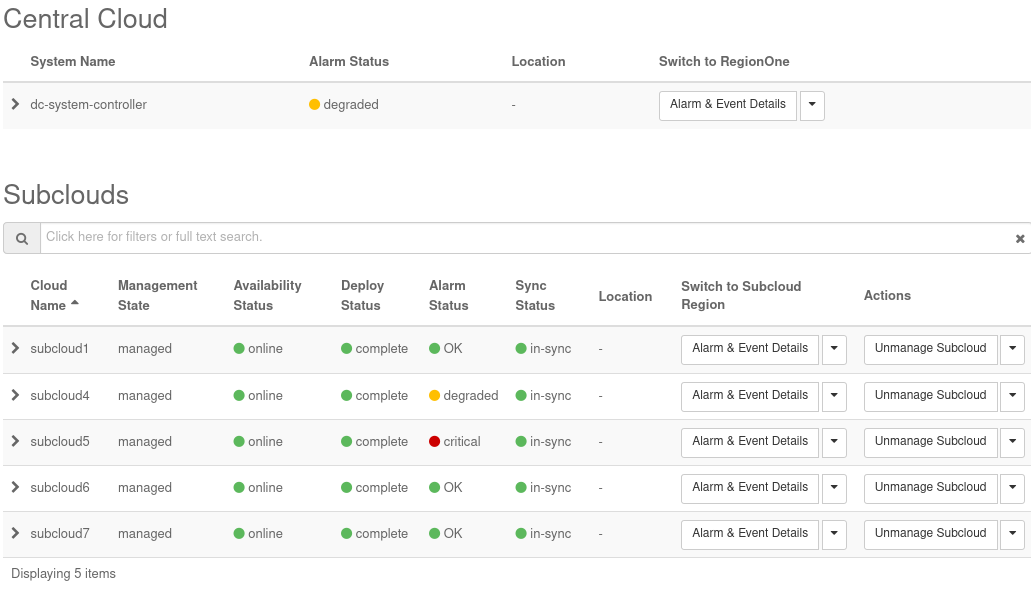 Central Cloud
System Name Alarm Status Location Switch to RegionOne
dc-system-controller degraded - Alarm & Event Details
Subclouds
Click here for filters or full text search.
Cloud Name Management State Availability Status Deploy Status Alarm Status Sync Status Location Switch to Subcloud Region Actions
subcloud1 managed online complete OK in-sync - Alarm & Event Details Unmanage Subcloud
subcloud4 managed online complete degraded in-sync - Alarm & Event Details Unmanage Subcloud
subcloud5 managed online complete critical in-sync - Alarm & Event Details Unmanage Subcloud
subcloud6 managed online complete OK in-sync - Alarm & Event Details Unmanage Subcloud
subcloud7 managed online complete OK in-sync - Alarm & Event Details Unmanage Subcloud
Displaying 5 items